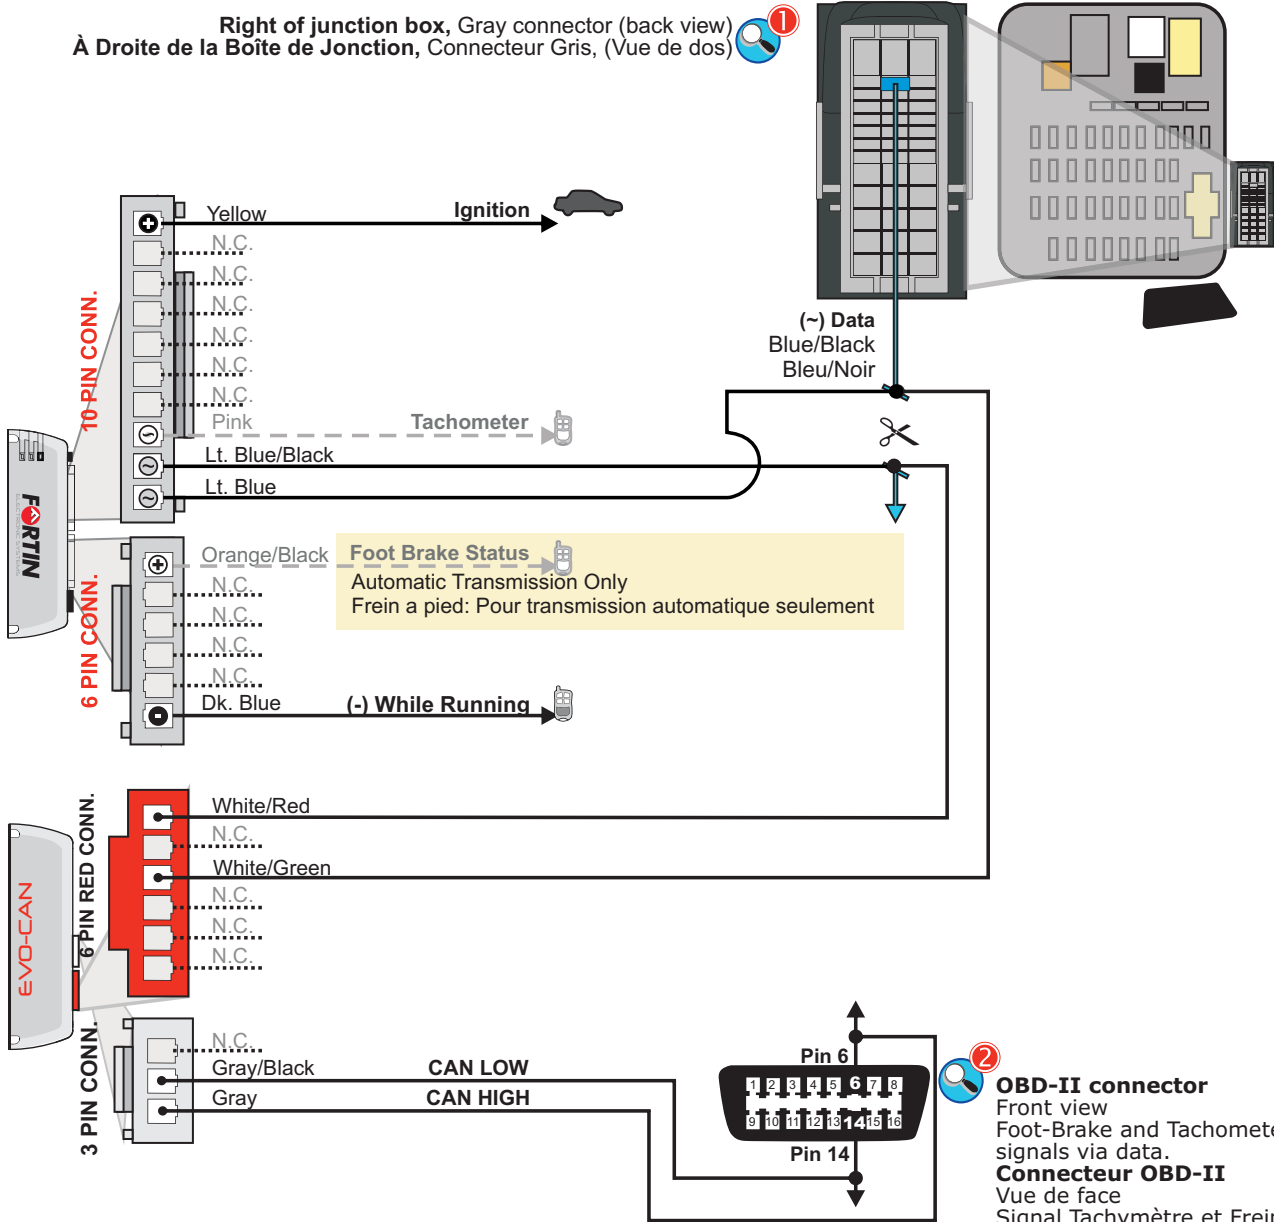 Right of junction box, Gray connector (back view)
À Droite de la Boîte de Jonction, Connecteur Gris, (Vue de dos)
1
Yellow
Ignition
N.C.
N.C.
N.C.
N.C.
N.C.
N.C.
Pink
Tachometer
Lt. Blue/Black
Lt. Blue
10 PIN CONN.
(~) Data
Blue/Black
Bleu/Noir
FORTIN
Orange/Black
Foot Brake Status
Automatic Transmission Only
Frein a pied: Pour transmission automatique seulement
N.C.
N.C.
N.C.
N.C.
Dk. Blue
(-) While Running
6 PIN CONN.
White/Red
N.C.
White/Green
N.C.
N.C.
N.C.
6 PIN RED CONN.
EVO-CAN
N.C.
Gray/Black
CAN LOW
Gray
CAN HIGH
3 PIN CONN.
Pin 6
1 2 3 4 5 6 7 8
9 10 11 12 13 14 15 16
Pin 14
2
OBD-II connector
Front view
Foot-Brake and Tachomete
signals via data.
Connecteur OBD-II
Vue de face
Signal Tachymètre et Frein